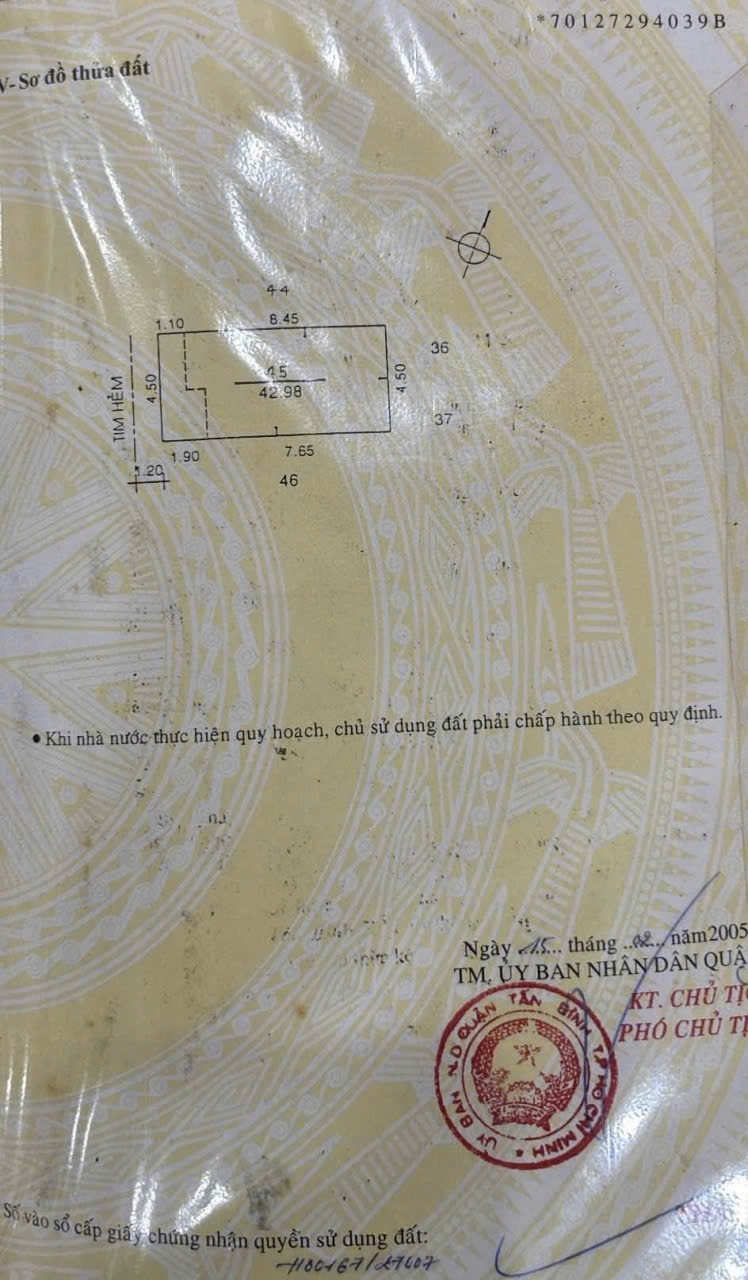 *70127294039B
V- Sơ đồ thửa đất
44
1.10
8.45
36
TIM HẺM
4.50
45
42.98
4.50
37
1.90
7.65
1.20
46
• Khi nhà nước thực hiện quy hoạch, chủ sử dụng đất phải chấp hành theo quy định.
Ngày 15 tháng 02 năm 2005
TM. ỦY BAN NHÂN DÂN QUẬ
KT. CHỦ TỊ
PHÓ CHỦ TỊ
ỦY BAN N.D QUẬN TÂN BÌNH T.P HỒ CHÍ MINH *
Số vào sổ cấp giấy chứng nhận quyền sử dụng đất: